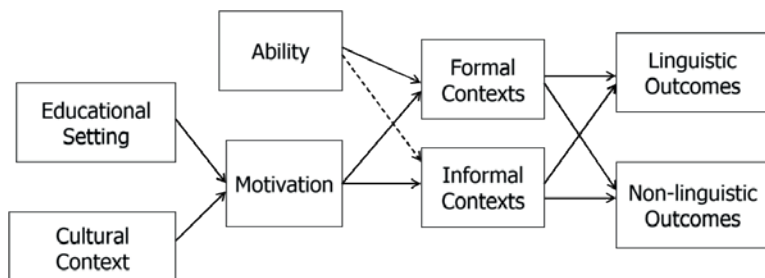 Ability
Formal
Contexts
Linguistic
Outcomes
Educational
Setting
Motivation
Informal
Contexts
Non-linguistic
Outcomes
Cultural
Context